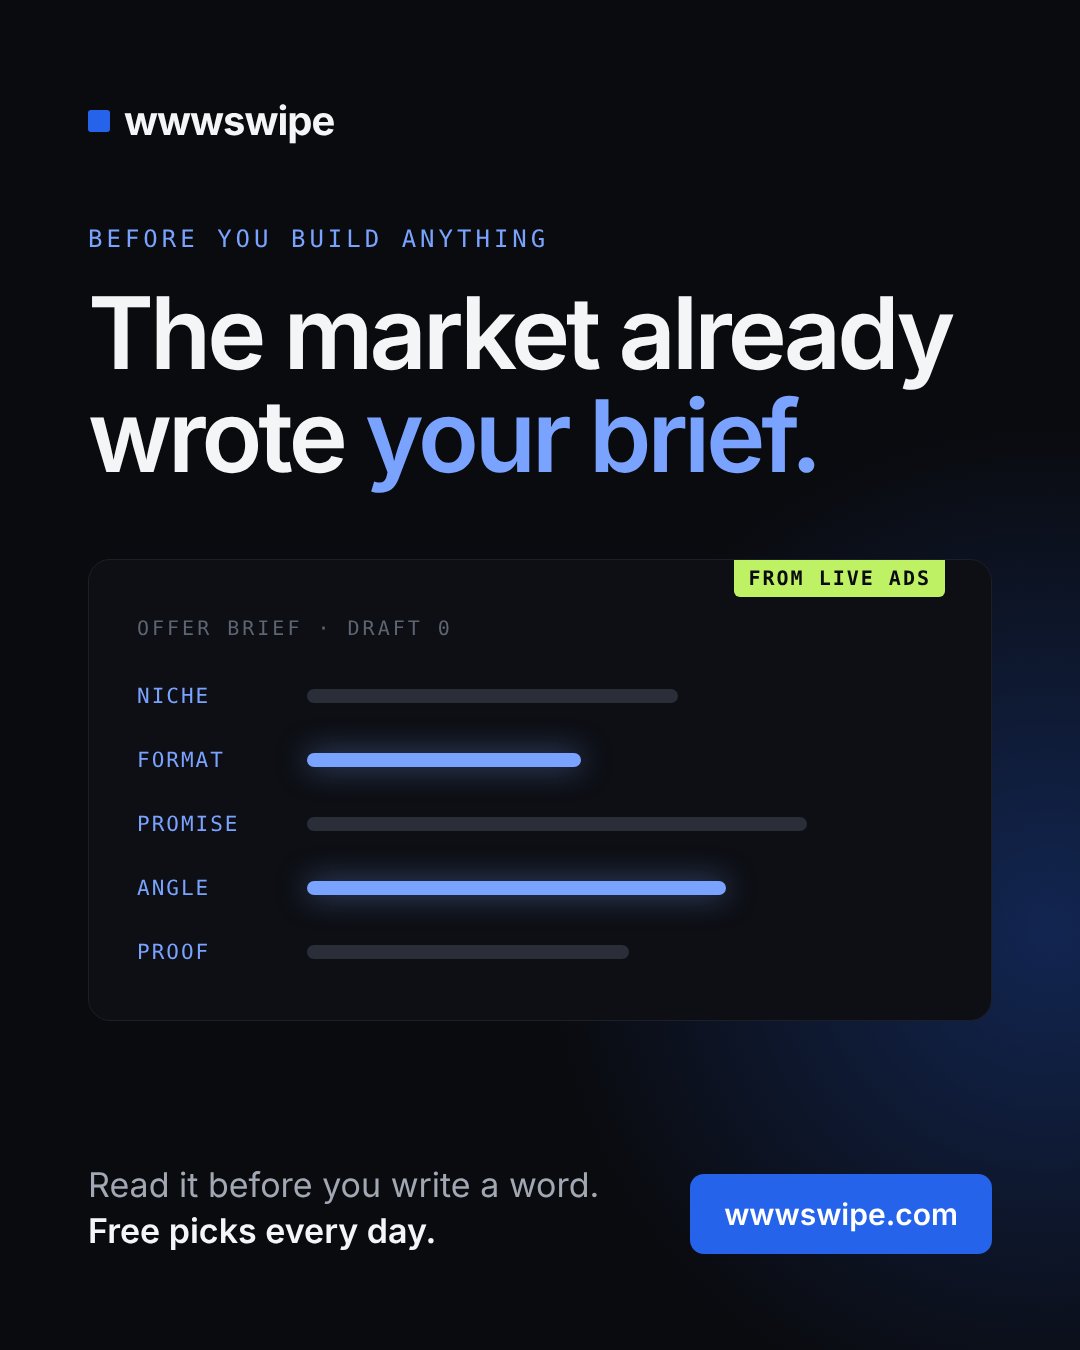 wwwswipe
BEFORE YOU BUILD ANYTHING
The market already
wrote your brief.
FROM LIVE ADS
OFFER BRIEF · DRAFT 0
NICHE
FORMAT
PROMISE
ANGLE
PROOF
Read it before you write a word.
Free picks every day.
wwwswipe.com